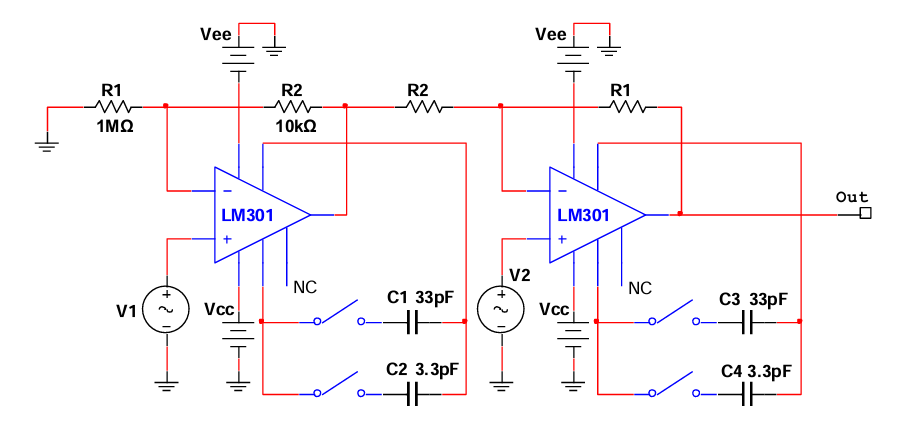 Vee
Vee
R1
R2
R2
R1
1MΩ
10kΩ
−
LM301
+
−
LM301
+
Out
V1
+
−
NC
Vcc
C1 33pF
C2 3.3pF
V2
+
−
NC
Vcc
C3 33pF
C4 3.3pF